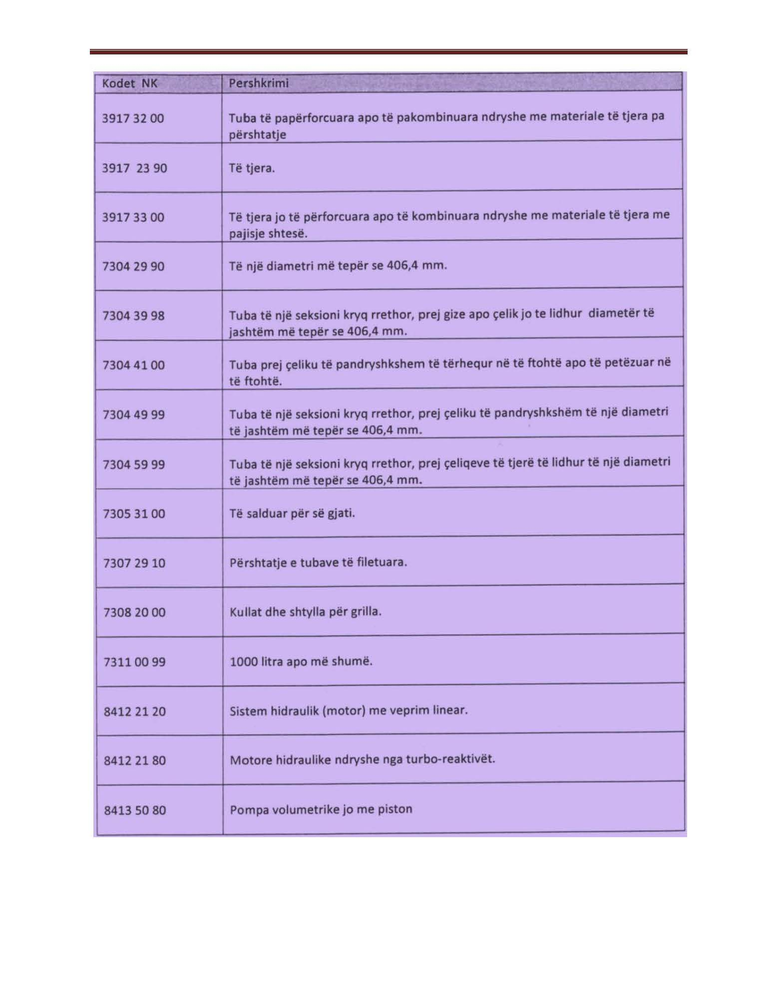 Kodet NK Pershkrimi
3917 32 00 Tuba të papërforcuara apo të pakombinuara ndryshe me materiale të tjera pa
përshtatje
3917 23 90 Të tjera.
3917 33 00 Të tjera jo të përforcuara apo të kombinuara ndryshe me materiale të tjera me
pajisje shtesë.
7304 29 90 Të një diametri më tepër se 406,4 mm.
7304 39 98 Tuba të një seksioni kryq rrethor, prej gize apo çelik jo te lidhur diametër të
jashtëm më tepër se 406,4 mm.
7304 41 00 Tuba prej çeliku të pandryshkshem të tërhequr në të ftohtë apo të petëzuar në
të ftohtë.
7304 49 99 Tuba të një seksioni kryq rrethor, prej çeliku të pandryshkshëm të një diametri
të jashtëm më tepër se 406,4 mm.
7304 59 99 Tuba të një seksioni kryq rrethor, prej çeliqeve të tjerë të lidhur të një diametri
të jashtëm më tepër se 406,4 mm.
7305 31 00 Të salduar për së gjati.
7307 29 10 Përshtatje e tubave të filetuara.
7308 20 00 Kullat dhe shtylla për grilla.
7311 00 99 1000 litra apo më shumë.
8412 21 20 Sistem hidraulik (motor) me veprim linear.
8412 21 80 Motore hidraulike ndryshe nga turbo-reaktivët.
8413 50 80 Pompa volumetrike jo me piston